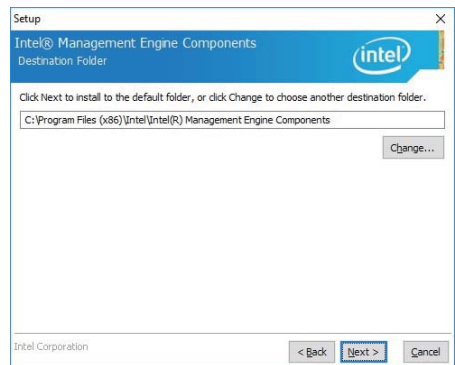 Setup
Intel® Management Engine Components
Destination Folder
intel
Click Next to install to the default folder, or click Change to choose another destination folder.
C:\Program Files (x86)\Intel\Intel(R) Management Engine Components
Change...
Intel Corporation
< Back
Next >
Cancel